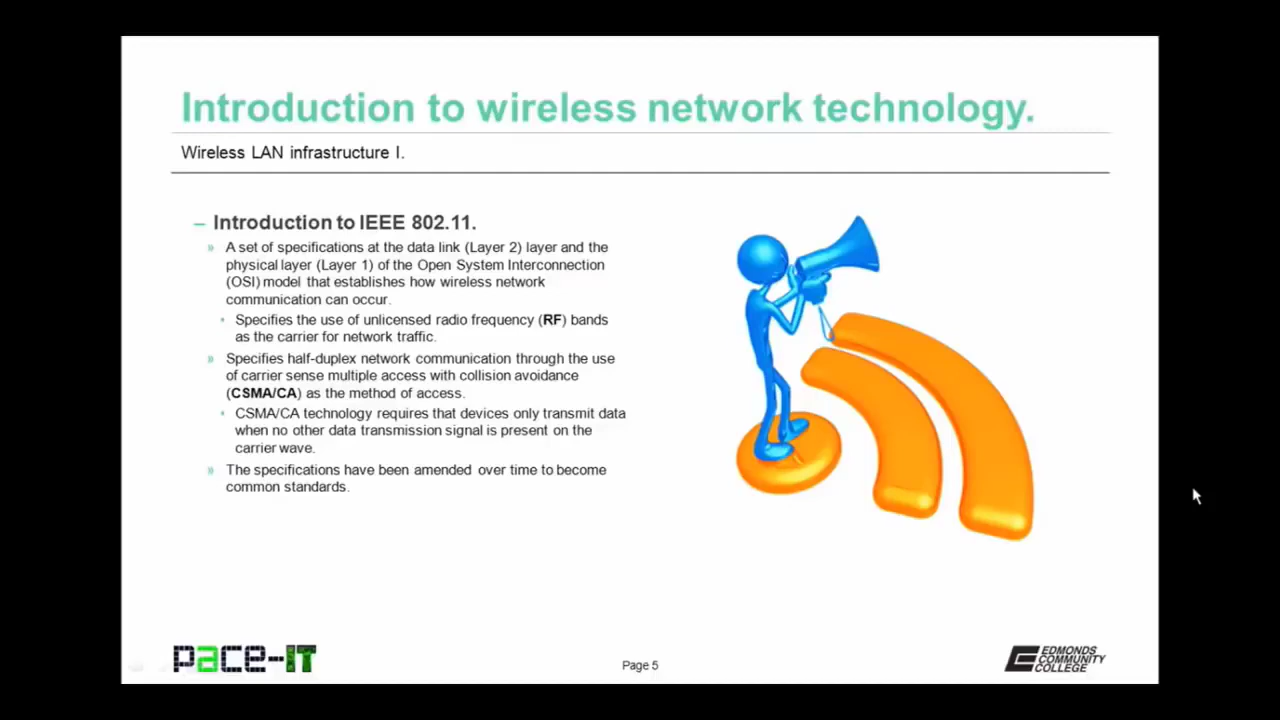 Introduction to wireless network technology.
Wireless LAN infrastructure I.
– Introduction to IEEE 802.11.
» A set of specifications at the data link (Layer 2) layer and the
physical layer (Layer 1) of the Open System Interconnection
(OSI) model that establishes how wireless network
communication can occur.
• Specifies the use of unlicensed radio frequency (RF) bands
as the carrier for network traffic.
» Specifies half-duplex network communication through the use
of carrier sense multiple access with collision avoidance
(CSMA/CA) as the method of access.
• CSMA/CA technology requires that devices only transmit data
when no other data transmission signal is present on the
carrier wave.
» The specifications have been amended over time to become
common standards.
pace-IT
Page 5
EDMONDS
COMMUNITY
COLLEGE